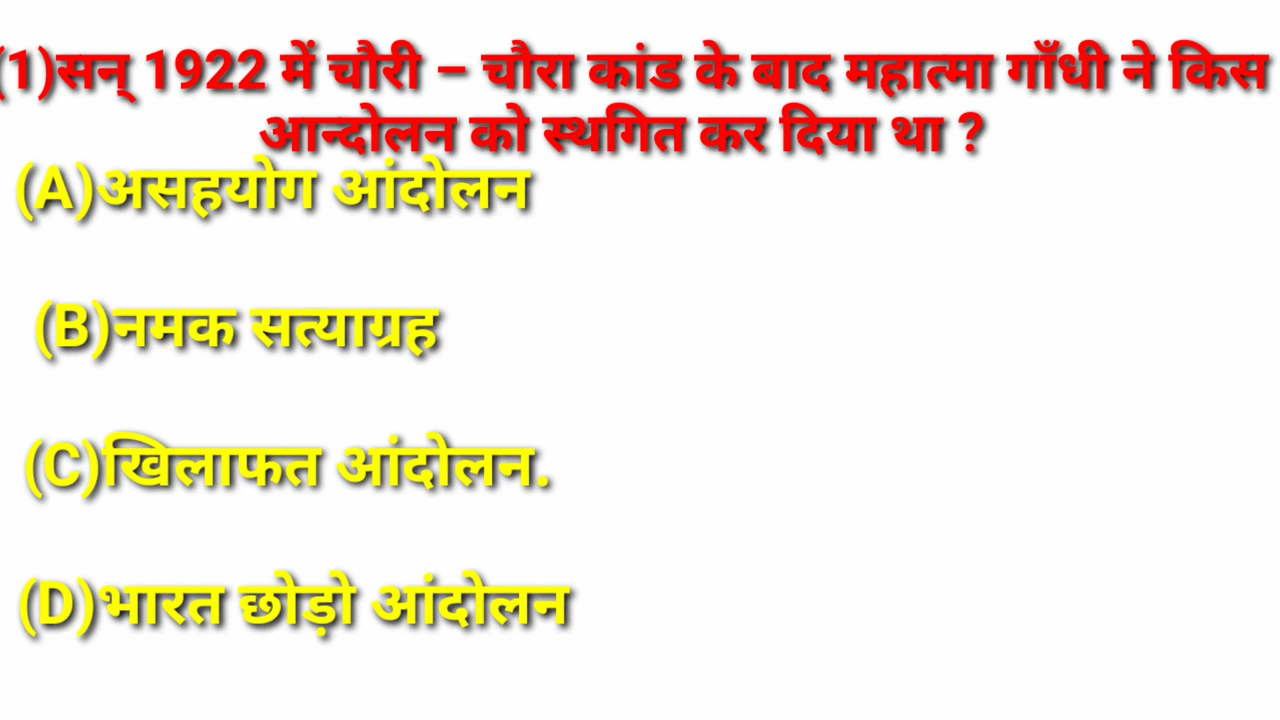 (1)सन् 1922 में चौरी – चौरा कांड के बाद महात्मा गाँधी ने किस
आन्दोलन को स्थगित कर दिया था ?
(A)असहयोग आंदोलन
(B)नमक सत्याग्रह
(C)खिलाफत आंदोलन.
(D)भारत छोड़ो आंदोलन